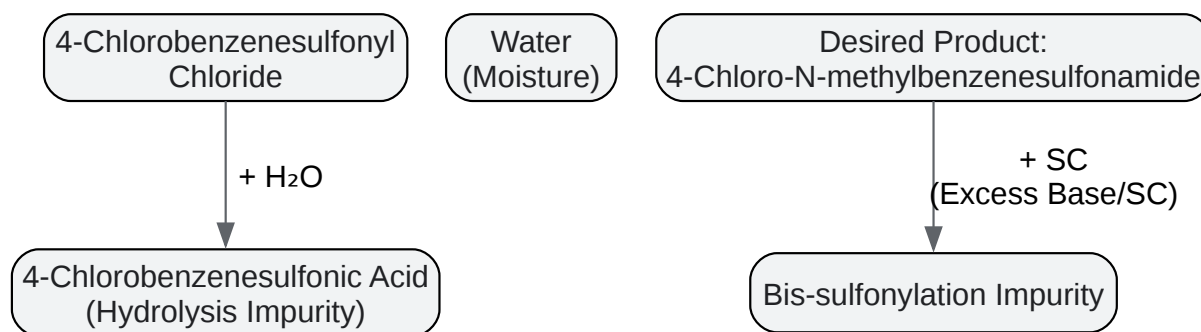 4-Chlorobenzenesulfonyl
Chloride
Water
(Moisture)
Desired Product:
4-Chloro-N-methylbenzenesulfonamide
+ H₂O
+ SC
(Excess Base/SC)
4-Chlorobenzenesulfonic Acid
(Hydrolysis Impurity)
Bis-sulfonylation Impurity